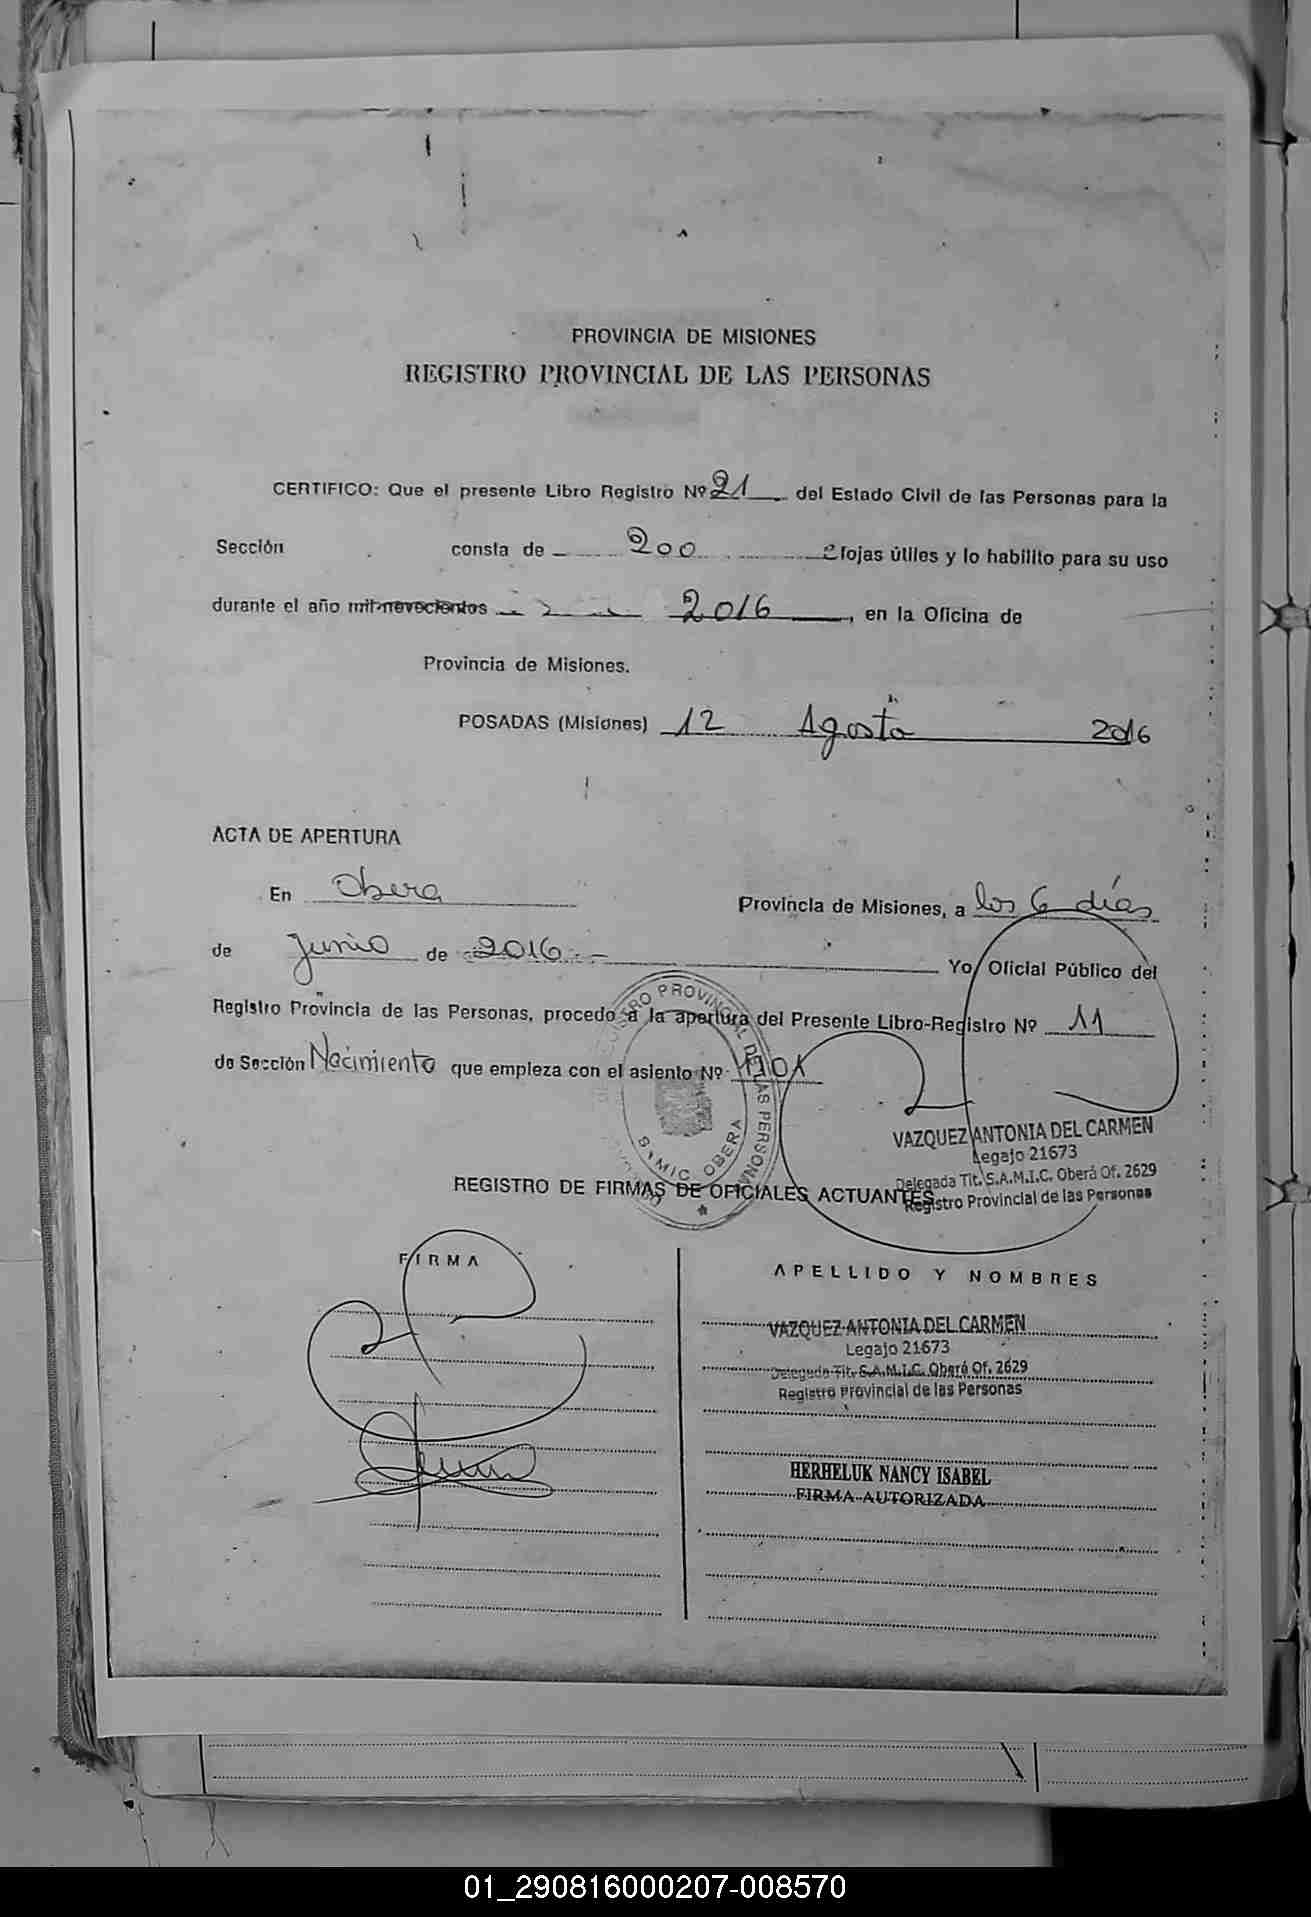 PROVINCIA DE MISIONES
REGISTRO PROVINCIAL DE LAS PERSONAS
CERTIFICO: Que el presente Libro Registro Nº 21 del Estado Civil de las Personas para la
Sección consta de 200 fojas útiles y lo habilito para su uso
durante el año mil novecientos 2016, en la Oficina de
Provincia de Misiones.
POSADAS (Misiones) 12 Agosto 2016
ACTA DE APERTURA
En Obera Provincia de Misiones, a los 6 días
de Junio de 2016.- Yo Oficial Público del
Registro Provincia de las Personas, procedo a la apertura del Presente Libro-Registro Nº 11
de Sección Nacimiento que empieza con el asiento Nº
VAZQUEZ ANTONIA DEL CARMEN
Legajo 21673
Delegada Tit. S.A.M.I.C. Oberá Of. 2629
Registro Provincial de las Personas
REGISTRO PROVINCIAL DE LAS PERSONAS
S.A.M.I.C. OBERA
REGISTRO DE FIRMAS DE OFICIALES ACTUANTES
FIRMA
APELLIDO Y NOMBRES
VAZQUEZ ANTONIA DEL CARMEN
Legajo 21673
Delegada Tit. S.A.M.I.C. Oberá Of. 2629
Registro Provincial de las Personas
HERHELUK NANCY ISABEL
FIRMA AUTORIZADA
01_290816000207-008570